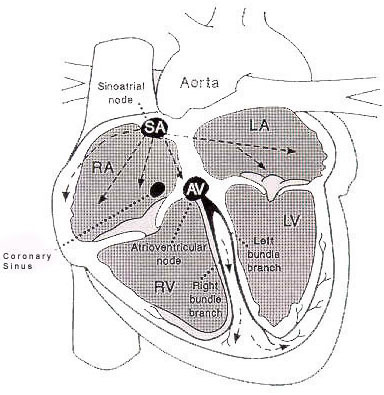 Sinoatrial
node
Aorta
SA
LA
RA
AV
LV
Coronary
Sinus
Atrioventricular
node
Left
bundle
branch
RV
Right
bundle
branch